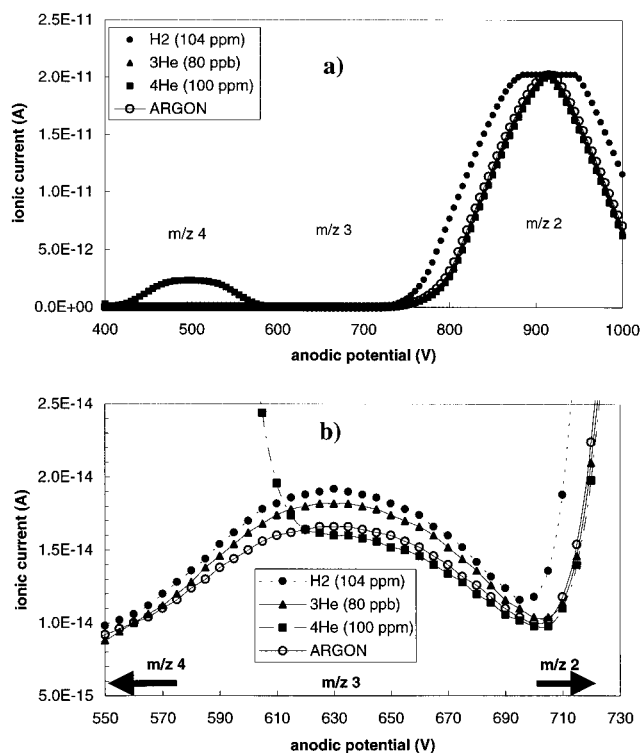 a)
H2 (104 ppm)
3He (80 ppb)
4He (100 ppm)
ARGON
ionic current (A)
2.5E-11
2.0E-11
1.5E-11
1.0E-11
5.0E-12
0.0E+00
m/z 4
m/z 3
m/z 2
400 500 600 700 800 900 1000
anodic potential (V)
b)
ionic current (A)
2.5E-14
2.0E-14
1.5E-14
1.0E-14
5.0E-15
H2 (104 ppm)
3He (80 ppb)
4He (100 ppm)
ARGON
m/z 4
m/z 3
m/z 2
550 570 590 610 630 650 670 690 710 730
anodic potential (V)